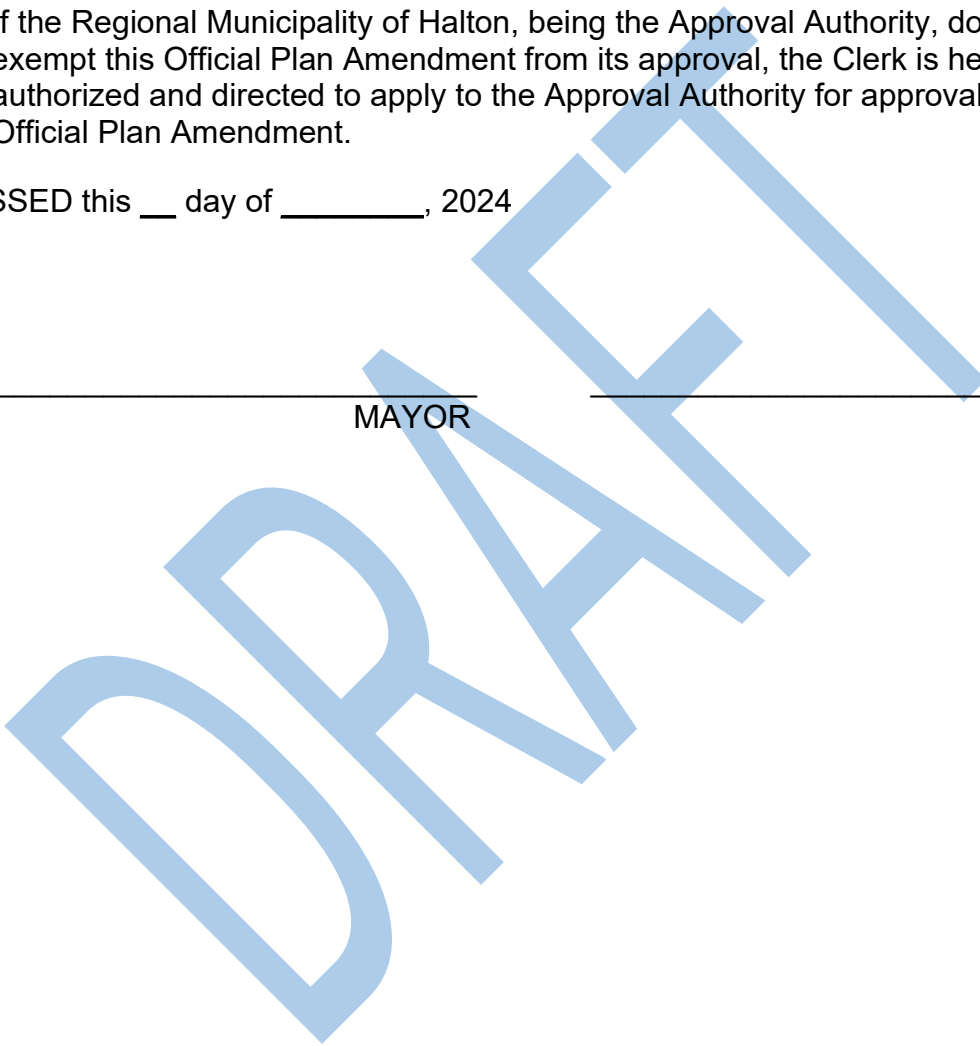 f the Regional Municipality of Halton, being the Approval Authority, do
exempt this Official Plan Amendment from its approval, the Clerk is he
authorized and directed to apply to the Approval Authority for approval
Official Plan Amendment.
SSED this __ day of ________, 2024
MAYOR
DRAFT